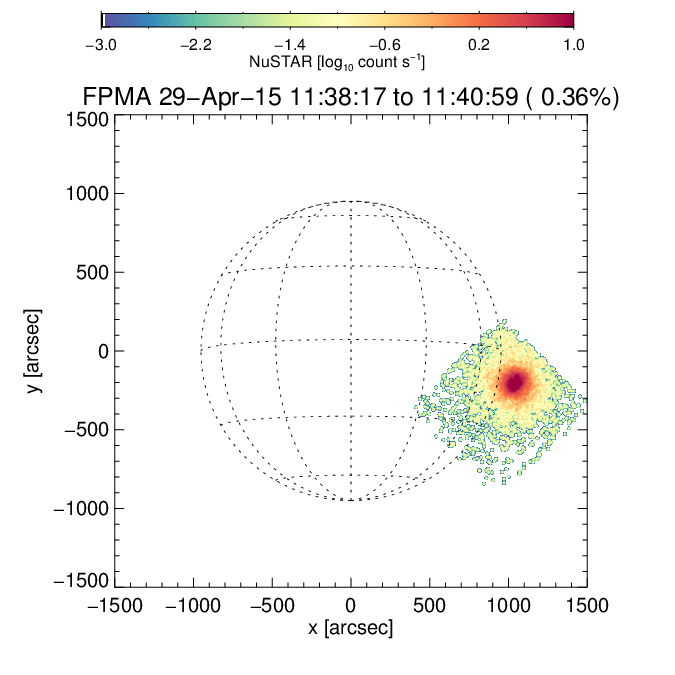 −3.0 −2.2 −1.4 −0.6 0.2 1.0
NuSTAR [log₁₀ count s⁻¹]
FPMA 29−Apr−15 11:38:17 to 11:40:59 ( 0.36%)
1500
1000
500
0
−500
−1000
−1500
y [arcsec]
−1500 −1000 −500 0 500 1000 1500
x [arcsec]